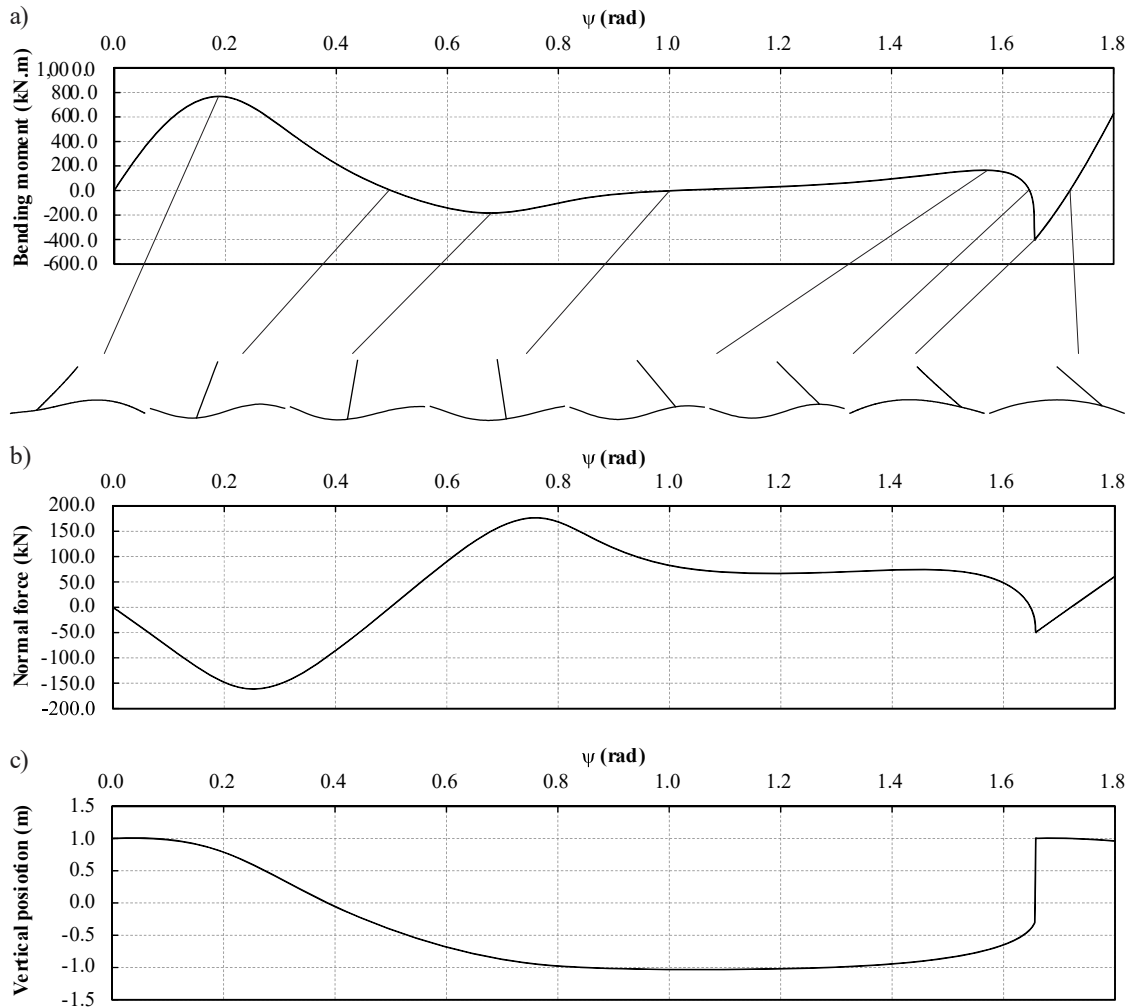 a)
ψ (rad)
0.0 0.2 0.4 0.6 0.8 1.0 1.2 1.4 1.6 1.8
Bending moment (kN.m)
1,000.0
800.0
600.0
400.0
200.0
0.0
-200.0
-400.0
-600.0
b)
ψ (rad)
0.0 0.2 0.4 0.6 0.8 1.0 1.2 1.4 1.6 1.8
Normal force (kN)
200.0
150.0
100.0
50.0
0.0
-50.0
-100.0
-150.0
-200.0
c)
ψ (rad)
0.0 0.2 0.4 0.6 0.8 1.0 1.2 1.4 1.6 1.8
Vertical posiotion (m)
1.5
1.0
0.5
0.0
-0.5
-1.0
-1.5